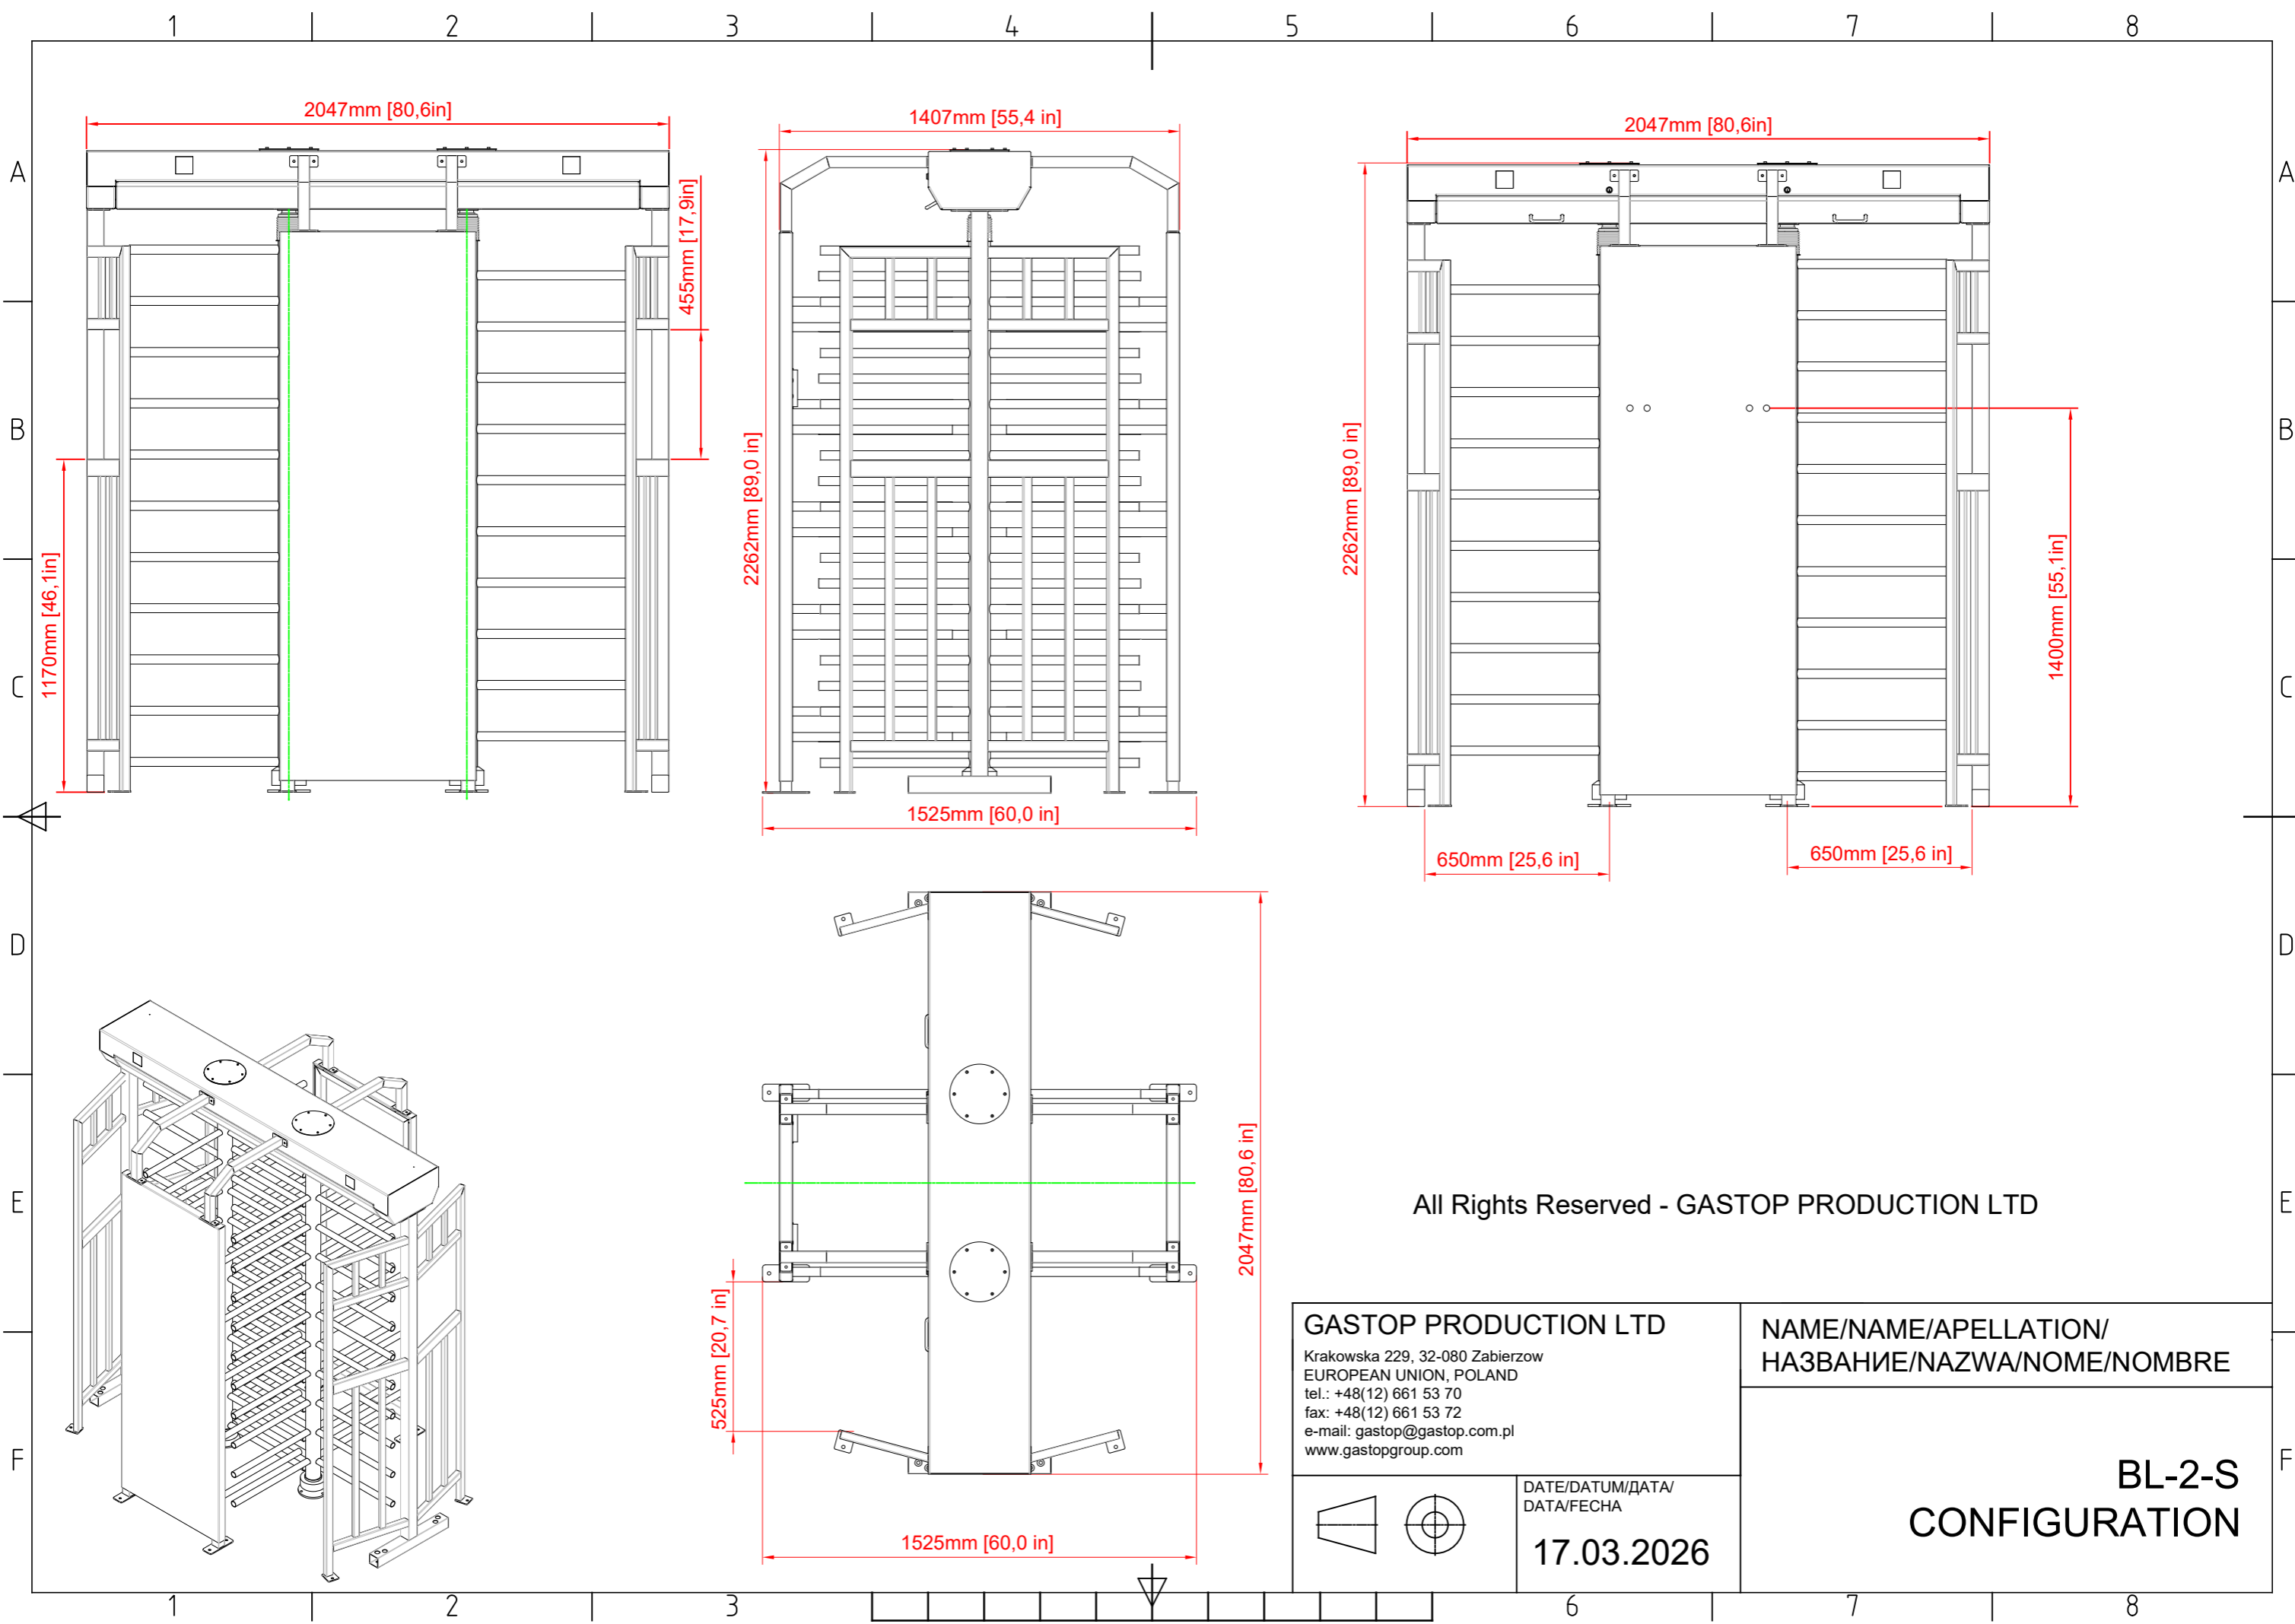 1 2 3 4 5 6 7 8
A A
B B
C C
D D
E E
F F
2047mm [80,6in]
455mm [17,9in]
1170mm [46,1in]
1407mm [55,4 in]
2262mm [89,0 in]
1525mm [60,0 in]
2047mm [80,6in]
2262mm [89,0 in]
1400mm [55,1in]
650mm [25,6 in]
650mm [25,6 in]
2047mm [80,6 in]
525mm [20,7 in]
1525mm [60,0 in]
All Rights Reserved - GASTOP PRODUCTION LTD
GASTOP PRODUCTION LTD
Krakowska 229, 32-080 Zabierzow
EUROPEAN UNION, POLAND
tel.: +48(12) 661 53 70
fax: +48(12) 661 53 72
e-mail: gastop@gastop.com.pl
www.gastopgroup.com
DATE/DATUM/ДАТА/
DATA/FECHA
17.03.2026
NAME/NAME/APELLATION/
НАЗВАНИЕ/NAZWA/NOME/NOMBRE
BL-2-S
CONFIGURATION
1 2 3 6 7 8